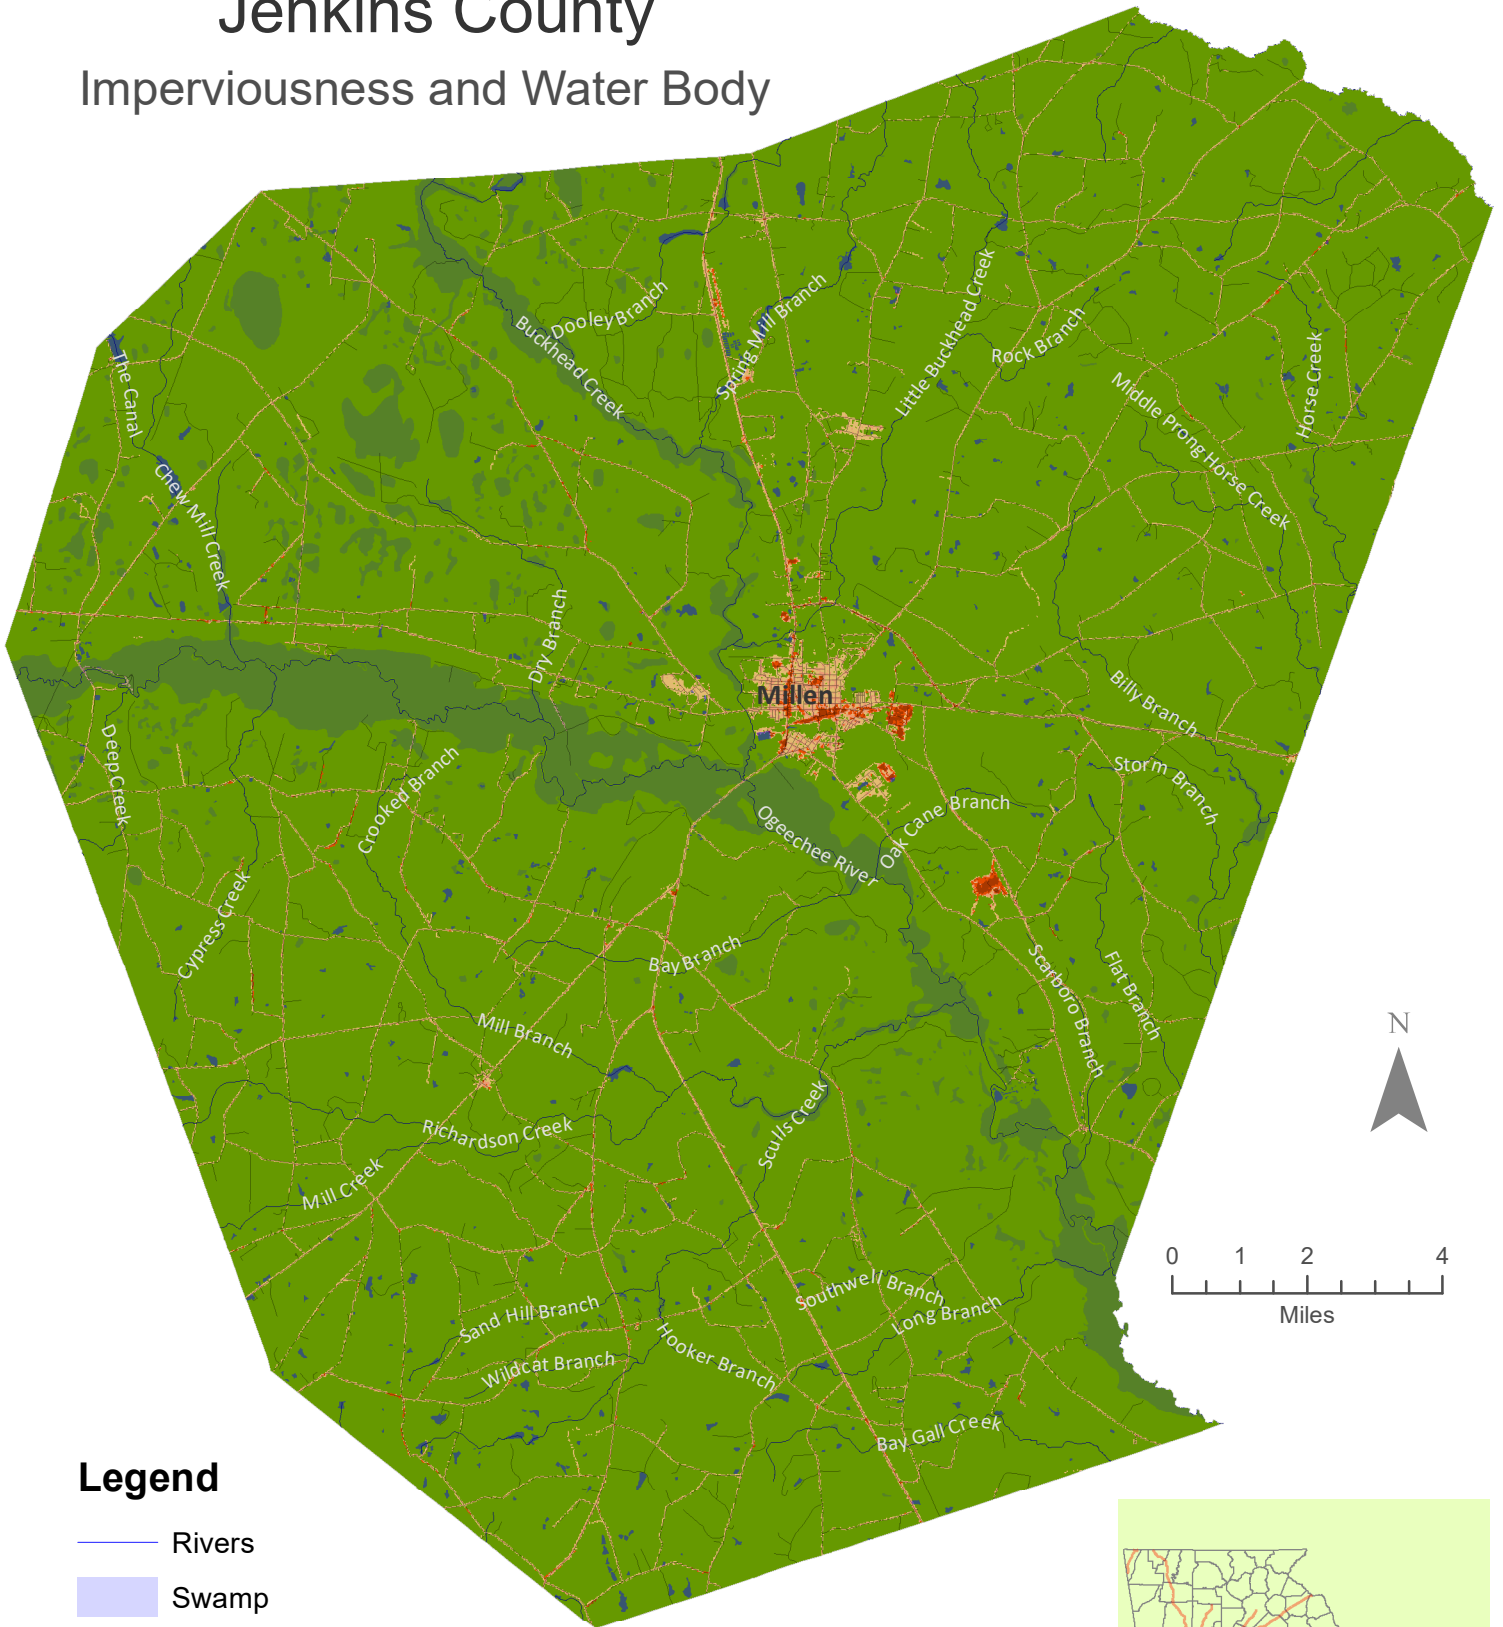 Jenkins County
Imperviousness and Water Body
Dooley Branch
Buckhead Creek
Spring Mill Branch
Little Buckhead Creek
Rock Branch
Horse Creek
Middle Prong Horse Creek
The Canal
Chew Mill Creek
Dry Branch
Millen
Billy Branch
Storm Branch
Deep Creek
Crooked Branch
Oak Cane Branch
Ogeechee River
Cypress Creek
Bay Branch
Scarboro Branch
Flat Branch
Mill Branch
N
Sculls Creek
Richardson Creek
Mill Creek
0 1 2 4
Miles
Southwell Branch
Long Branch
Sand Hill Branch
Hooker Branch
Wildcat Branch
Bay Gall Creek
Legend
Rivers
Swamp